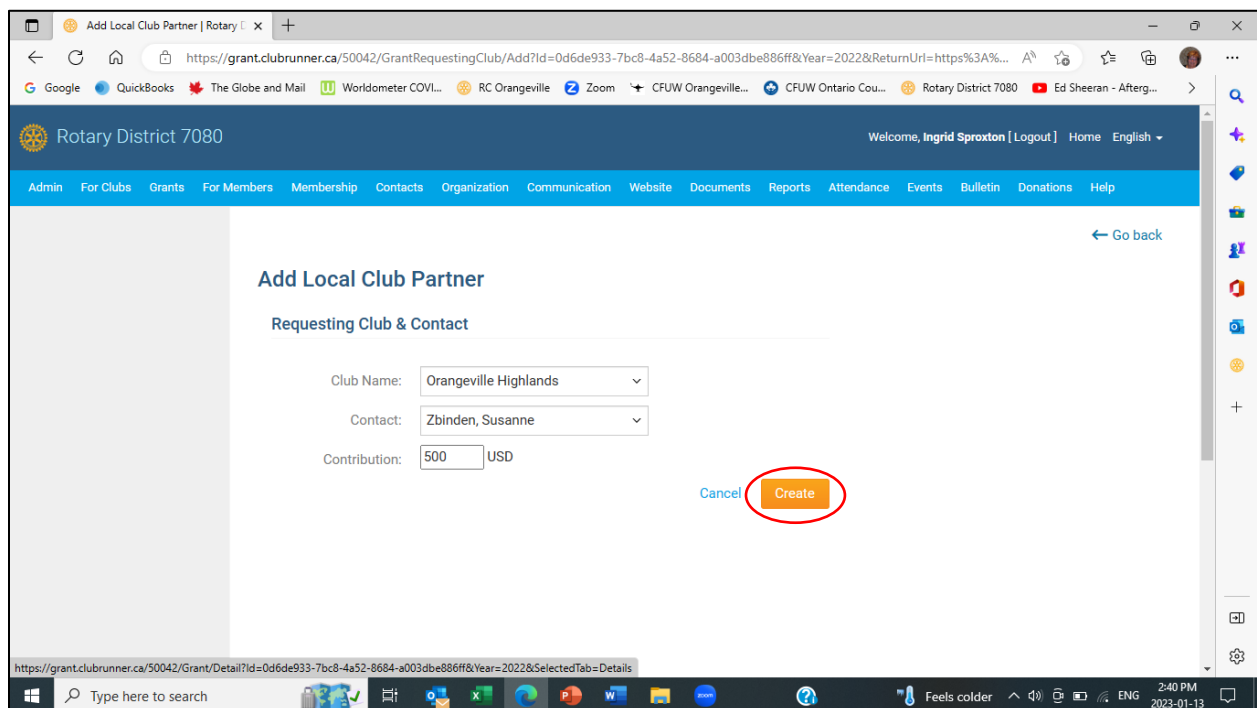 Add Local Club Partner | Rotary D
https://grant.clubrunner.ca/50042/GrantRequestingClub/Add?Id=0d6de933-7bc8-4a52-8684-a003dbe886ff&Year=2022&ReturnUrl=https%3A%...
Google QuickBooks The Globe and Mail Worldometer COVI... RC Orangeville Zoom CFUW Orangeville... CFUW Ontario Cou... Rotary District 7080 Ed Sheeran - Afterg...
Rotary District 7080 Welcome, Ingrid Sproxton [ Logout ] Home English
Admin For Clubs Grants For Members Membership Contacts Organization Communication Website Documents Reports Attendance Events Bulletin Donations Help
← Go back
Add Local Club Partner
Requesting Club & Contact
Club Name: Orangeville Highlands
Contact: Zbinden, Susanne
Contribution: 500 USD
Cancel Create
https://grant.clubrunner.ca/50042/Grant/Detail?Id=0d6de933-7bc8-4a52-8684-a003dbe886ff&Year=2022&SelectedTab=Details
Type here to search Feels colder ENG 2:40 PM
2023-01-13